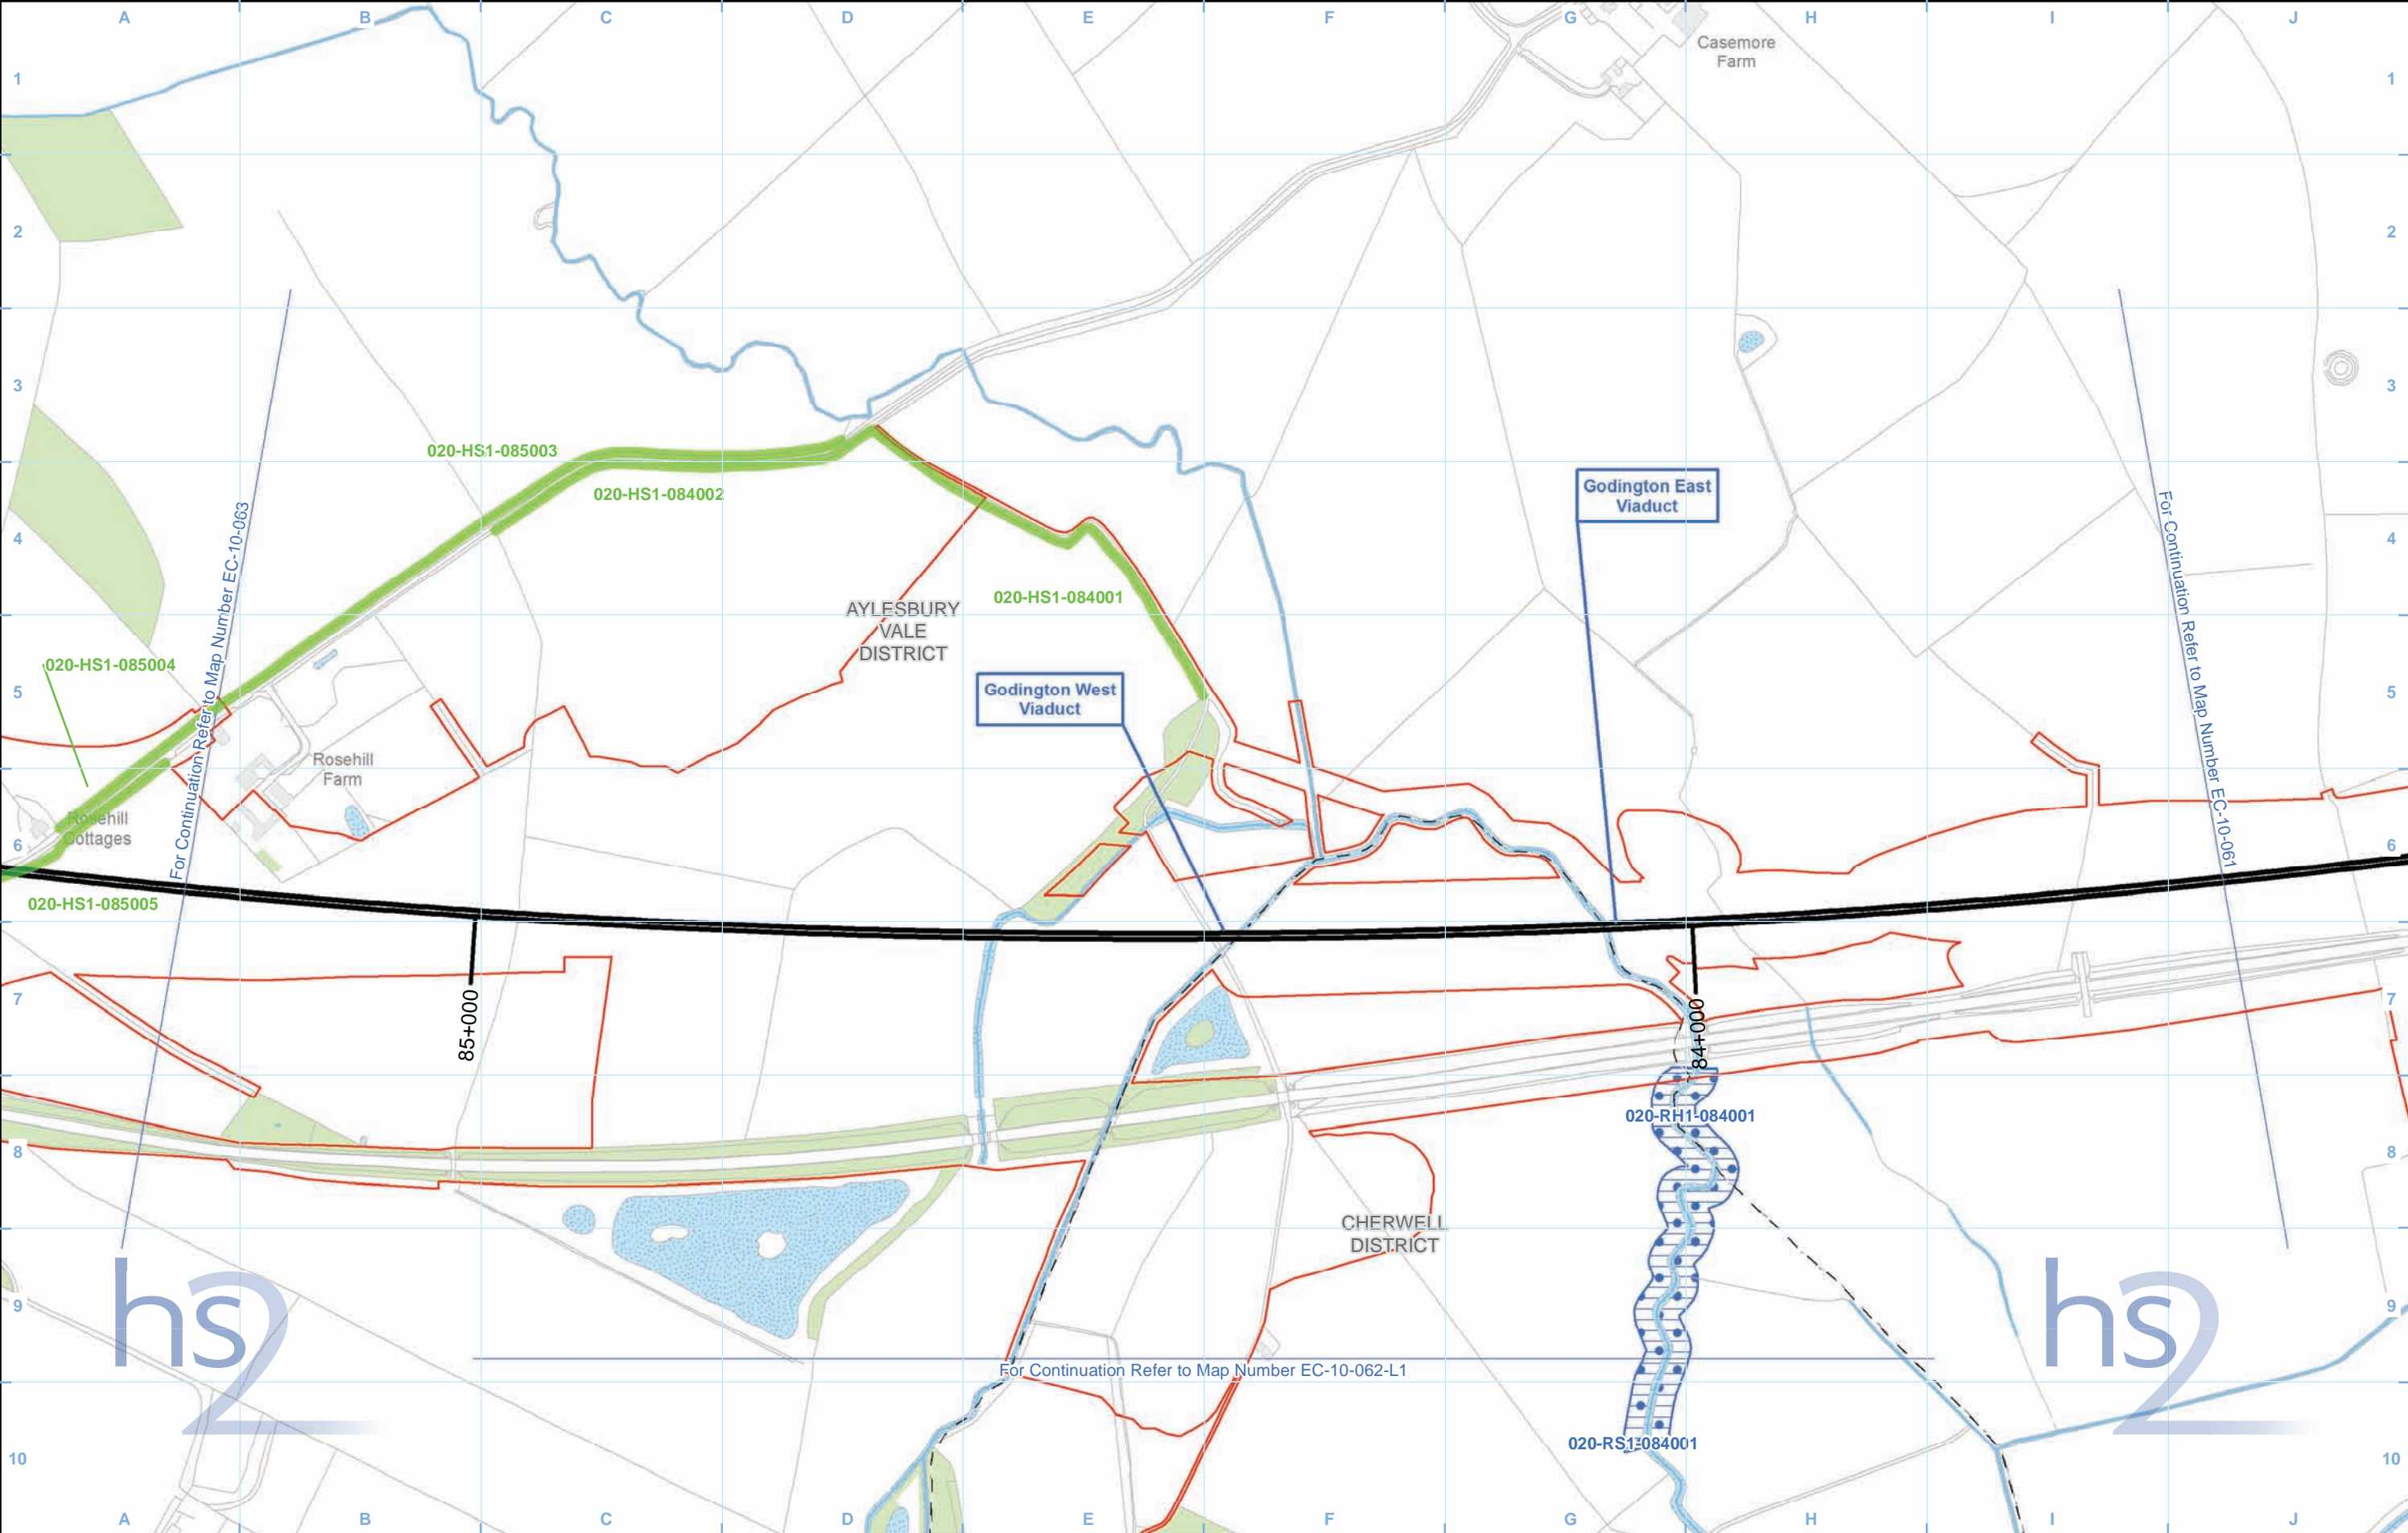 A B C D E F G H I J
Casemore
Farm
1 1
2 2
3 3
020-HS1-085003
020-HS1-084002
Godington East
Viaduct
For Continuation Refer to Map Number EC-10-063
For Continuation Refer to Map Number EC-10-061
4 4
020-HS1-084001
AYLESBURY
VALE
DISTRICT
020-HS1-085004
Godington West
Viaduct
5 5
Rosehill
Farm
Rosehill
Cottages
6 6
020-HS1-085005
7 7
85+000
84+000
020-RH1-084001
8 8
CHERWELL
DISTRICT
hs2
hs2
9 9
For Continuation Refer to Map Number EC-10-062-L1
020-RS1-084001
10 10
A B C D E F G H I J